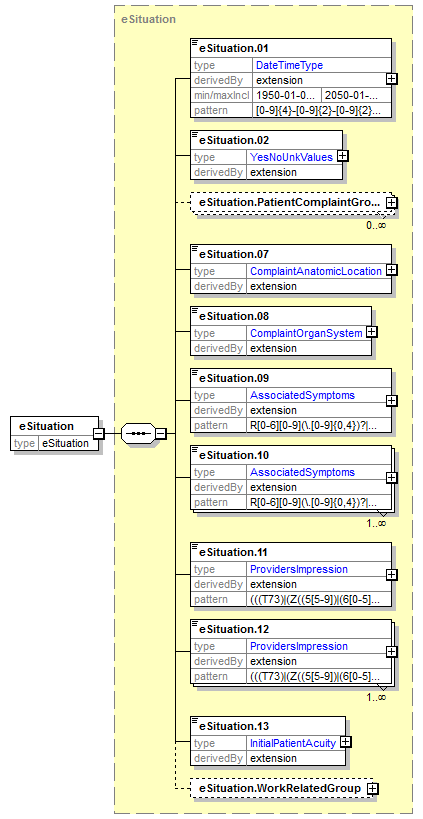 eSituation
eSituation.01
type DateTimeType
derivedBy extension
min/maxIncl 1950-01-0... 2050-01-...
pattern [0-9]{4}-[0-9]{2}-[0-9]{2}...
eSituation.02
type YesNoUnkValues
derivedBy extension
eSituation.PatientComplaintGro...
0..∞
eSituation.07
type ComplaintAnatomicLocation
derivedBy extension
eSituation.08
type ComplaintOrganSystem
derivedBy extension
eSituation.09
type AssociatedSymptoms
derivedBy extension
pattern R[0-6][0-9](\.[0-9]{0,4})?|...
eSituation
type eSituation
eSituation.10
type AssociatedSymptoms
derivedBy extension
pattern R[0-6][0-9](\.[0-9]{0,4})?|...
1..∞
eSituation.11
type ProvidersImpression
derivedBy extension
pattern (((T73)|(Z((5[5-9])|(6[0-5]...
eSituation.12
type ProvidersImpression
derivedBy extension
pattern (((T73)|(Z((5[5-9])|(6[0-5]...
1..∞
eSituation.13
type InitialPatientAcuity
derivedBy extension
eSituation.WorkRelatedGroup